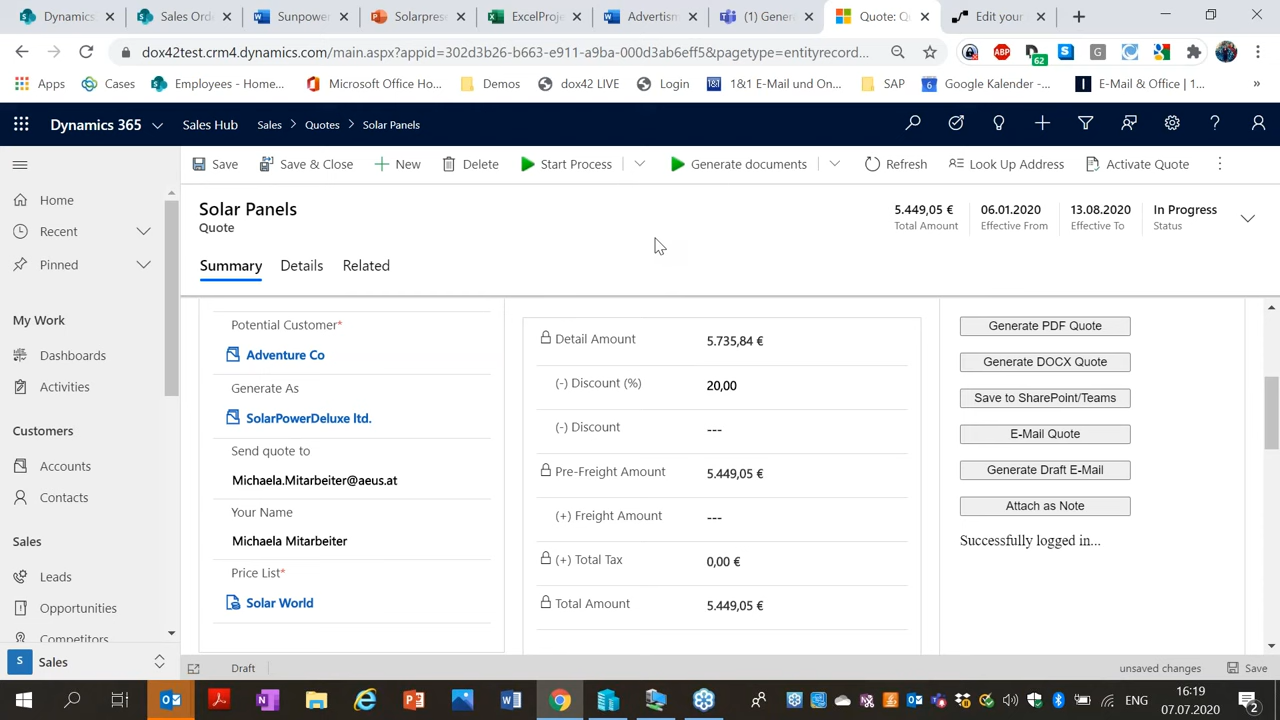 Dynamics
Sales Ord
Sunpower
Solarpres
ExcelProj
Advertism
(1) Gener
Quote: Q
Edit your
dox42test.crm4.dynamics.com/main.aspx?appid=302d3b26-b663-e911-a9ba-000d3ab6eff5&pagetype=entityrecord...
ABP
62
Apps
Cases
Employees - Home...
Microsoft Office Ho...
Demos
dox42 LIVE
Login
1&1 E-Mail und On...
SAP
Google Kalender -...
E-Mail & Office | 1...
»
Dynamics 365
Sales Hub
Sales > Quotes > Solar Panels
Save
Save & Close
New
Delete
Start Process
Generate documents
Refresh
Look Up Address
Activate Quote
Solar Panels
Quote
5.449,05 €
Total Amount
06.01.2020
Effective From
13.08.2020
Effective To
In Progress
Status
Summary Details Related
Home
Recent
Pinned
My Work
Dashboards
Activities
Customers
Accounts
Contacts
Sales
Leads
Opportunities
Competitors
S Sales
Potential Customer*
Adventure Co
Generate As
SolarPowerDeluxe ltd.
Send quote to
Michaela.Mitarbeiter@aeus.at
Your Name
Michaela Mitarbeiter
Price List*
Solar World
Detail Amount 5.735,84 €
(-) Discount (%) 20,00
(-) Discount ---
Pre-Freight Amount 5.449,05 €
(+) Freight Amount ---
(+) Total Tax 0,00 €
Total Amount 5.449,05 €
Generate PDF Quote
Generate DOCX Quote
Save to SharePoint/Teams
E-Mail Quote
Generate Draft E-Mail
Attach as Note
Successfully logged in...
Draft
unsaved changes
Save
ENG
16:19
07.07.2020
2